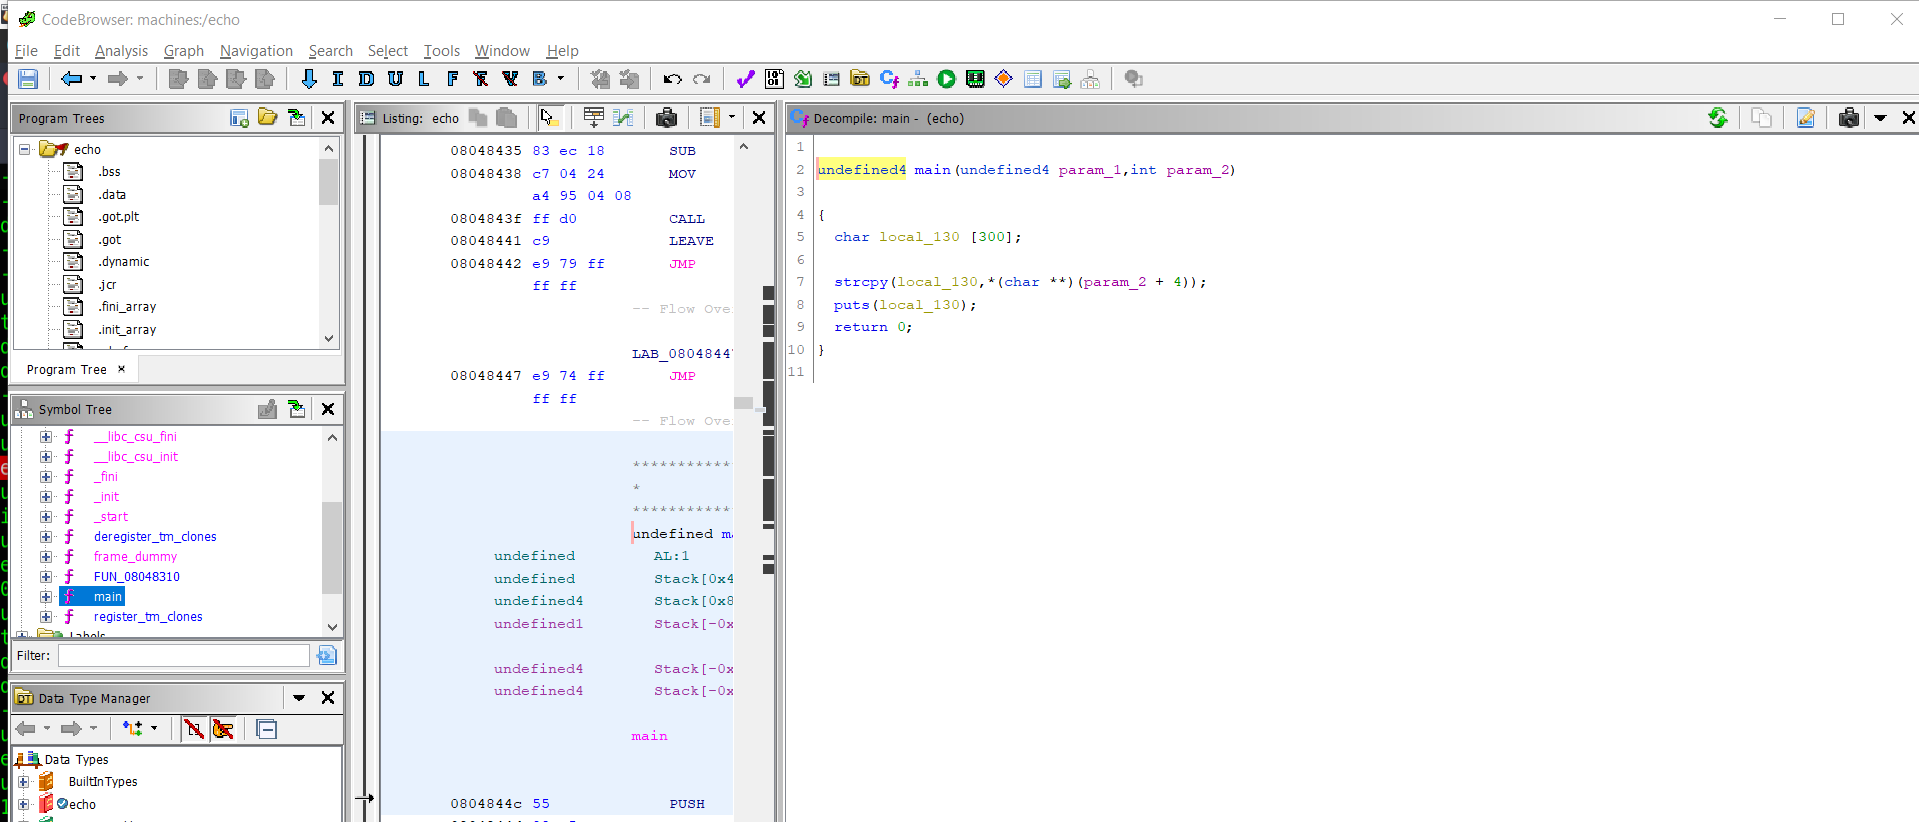 CodeBrowser: machines:/echo
File Edit Analysis Graph Navigation Search Select Tools Window Help
I D U L F B
Program Trees
echo
.bss
.data
.got.plt
.got
.dynamic
.jcr
.fini_array
.init_array
Program Tree ×
Symbol Tree
__libc_csu_fini
__libc_csu_init
_fini
_init
_start
deregister_tm_clones
frame_dummy
FUN_08048310
main
register_tm_clones
Labels
Filter:
Data Type Manager
Data Types
BuiltInTypes
echo
Listing: echo
08048435 83 ec 18 SUB
08048438 c7 04 24 MOV
a4 95 04 08
0804843f ff d0 CALL
08048441 c9 LEAVE
08048442 e9 79 ff JMP
ff ff
-- Flow Ove
LAB_0804844
08048447 e9 74 ff JMP
ff ff
-- Flow Ove
************
*
************
undefined ma
undefined AL:1
undefined Stack[0x4
undefined4 Stack[0x8
undefined1 Stack[-0x
undefined4 Stack[-0x
undefined4 Stack[-0x
main
0804844c 55 PUSH
Decompile: main - (echo)
1
2 undefined4 main(undefined4 param_1,int param_2)
3
4 {
5 char local_130 [300];
6
7 strcpy(local_130,*(char **)(param_2 + 4));
8 puts(local_130);
9 return 0;
10 }
11